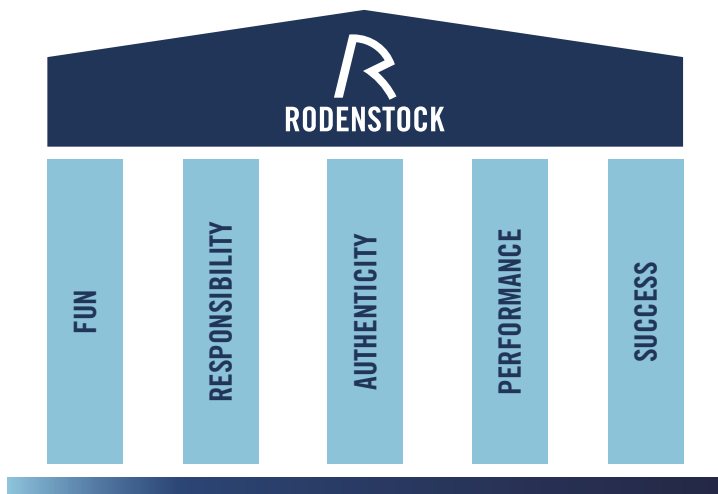 RODENSTOCK
FUN
RESPONSIBILITY
AUTHENTICITY
PERFORMANCE
SUCCESS